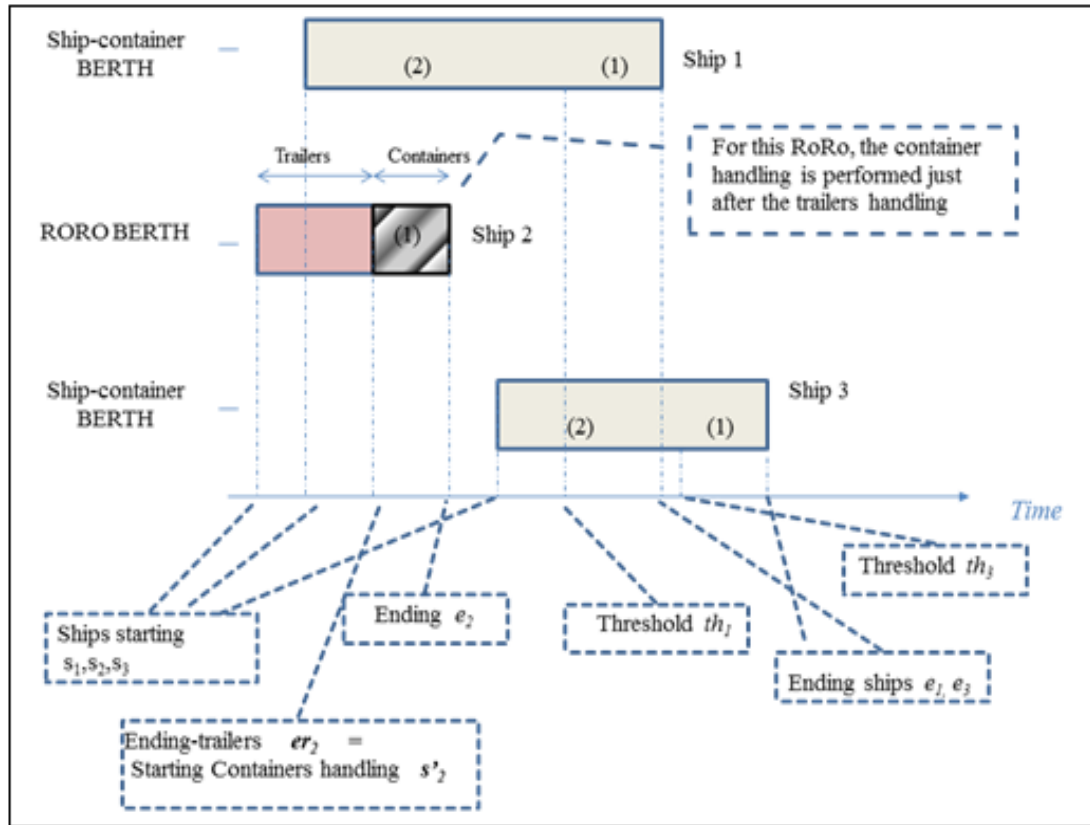 Ship-container
BERTH
(2)
(1)
Ship 1
Trailers
Containers
For this RoRo, the container
handling is performed just
after the trailers handling
RORO BERTH
(1)
Ship 2
Ship-container
BERTH
(2)
(1)
Ship 3
Time
Threshold th₃
Ships starting
s₁,s₂,s₃
Ending e₂
Threshold th₁
Ending ships e₁, e₃
Ending-trailers er₂ =
Starting Containers handling s'₂